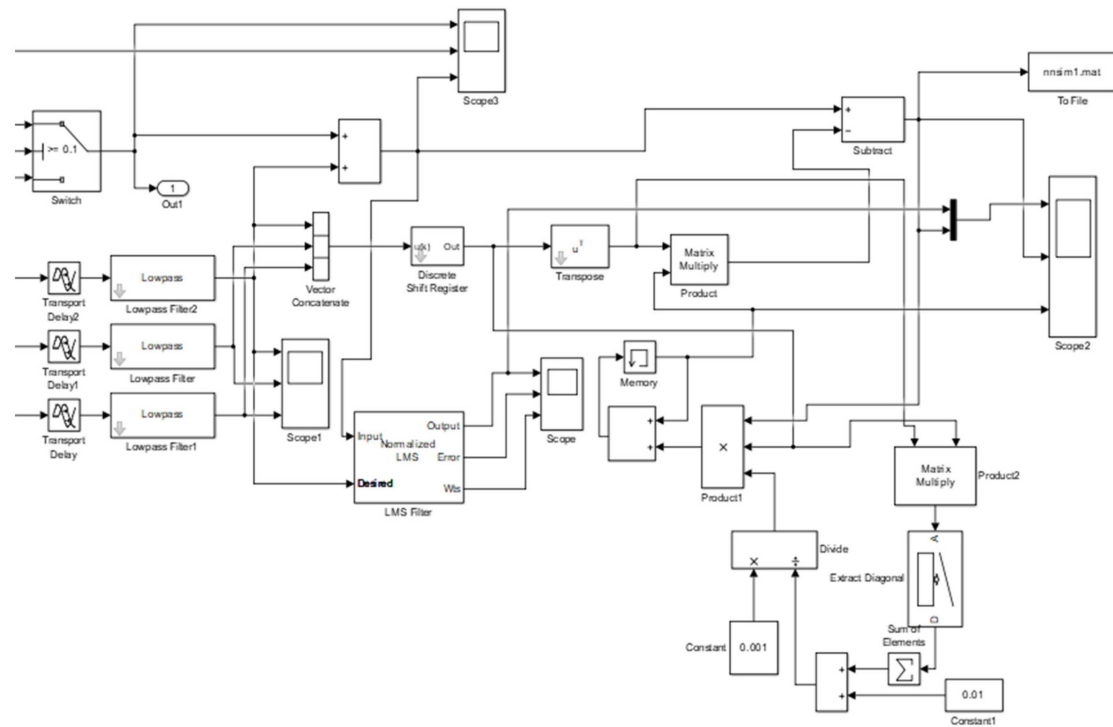 Scope3
nnsim1.mat
To File
>= 0.1
Switch
1
Out1
+
+
+
−
Subtract
u(k) Out
Discrete
Shift Register
u T
Transpose
Matrix
Multiply
Product
Vector
Concatenate
Transport
Delay2
Lowpass
Lowpass Filter2
Transport
Delay1
Lowpass
Lowpass Filter
Transport
Delay
Lowpass
Lowpass Filter1
Scope1
Scope2
Memory
Scope
Input
Normalized
LMS
Desired
Output
Error
Wts
LMS Filter
+
+
×
Product1
Matrix
Multiply
Product2
× ÷
Divide
A
Extract Diagonal
D
Constant
0.001
Sum of
Elements
Σ
+
+
0.01
Constant1